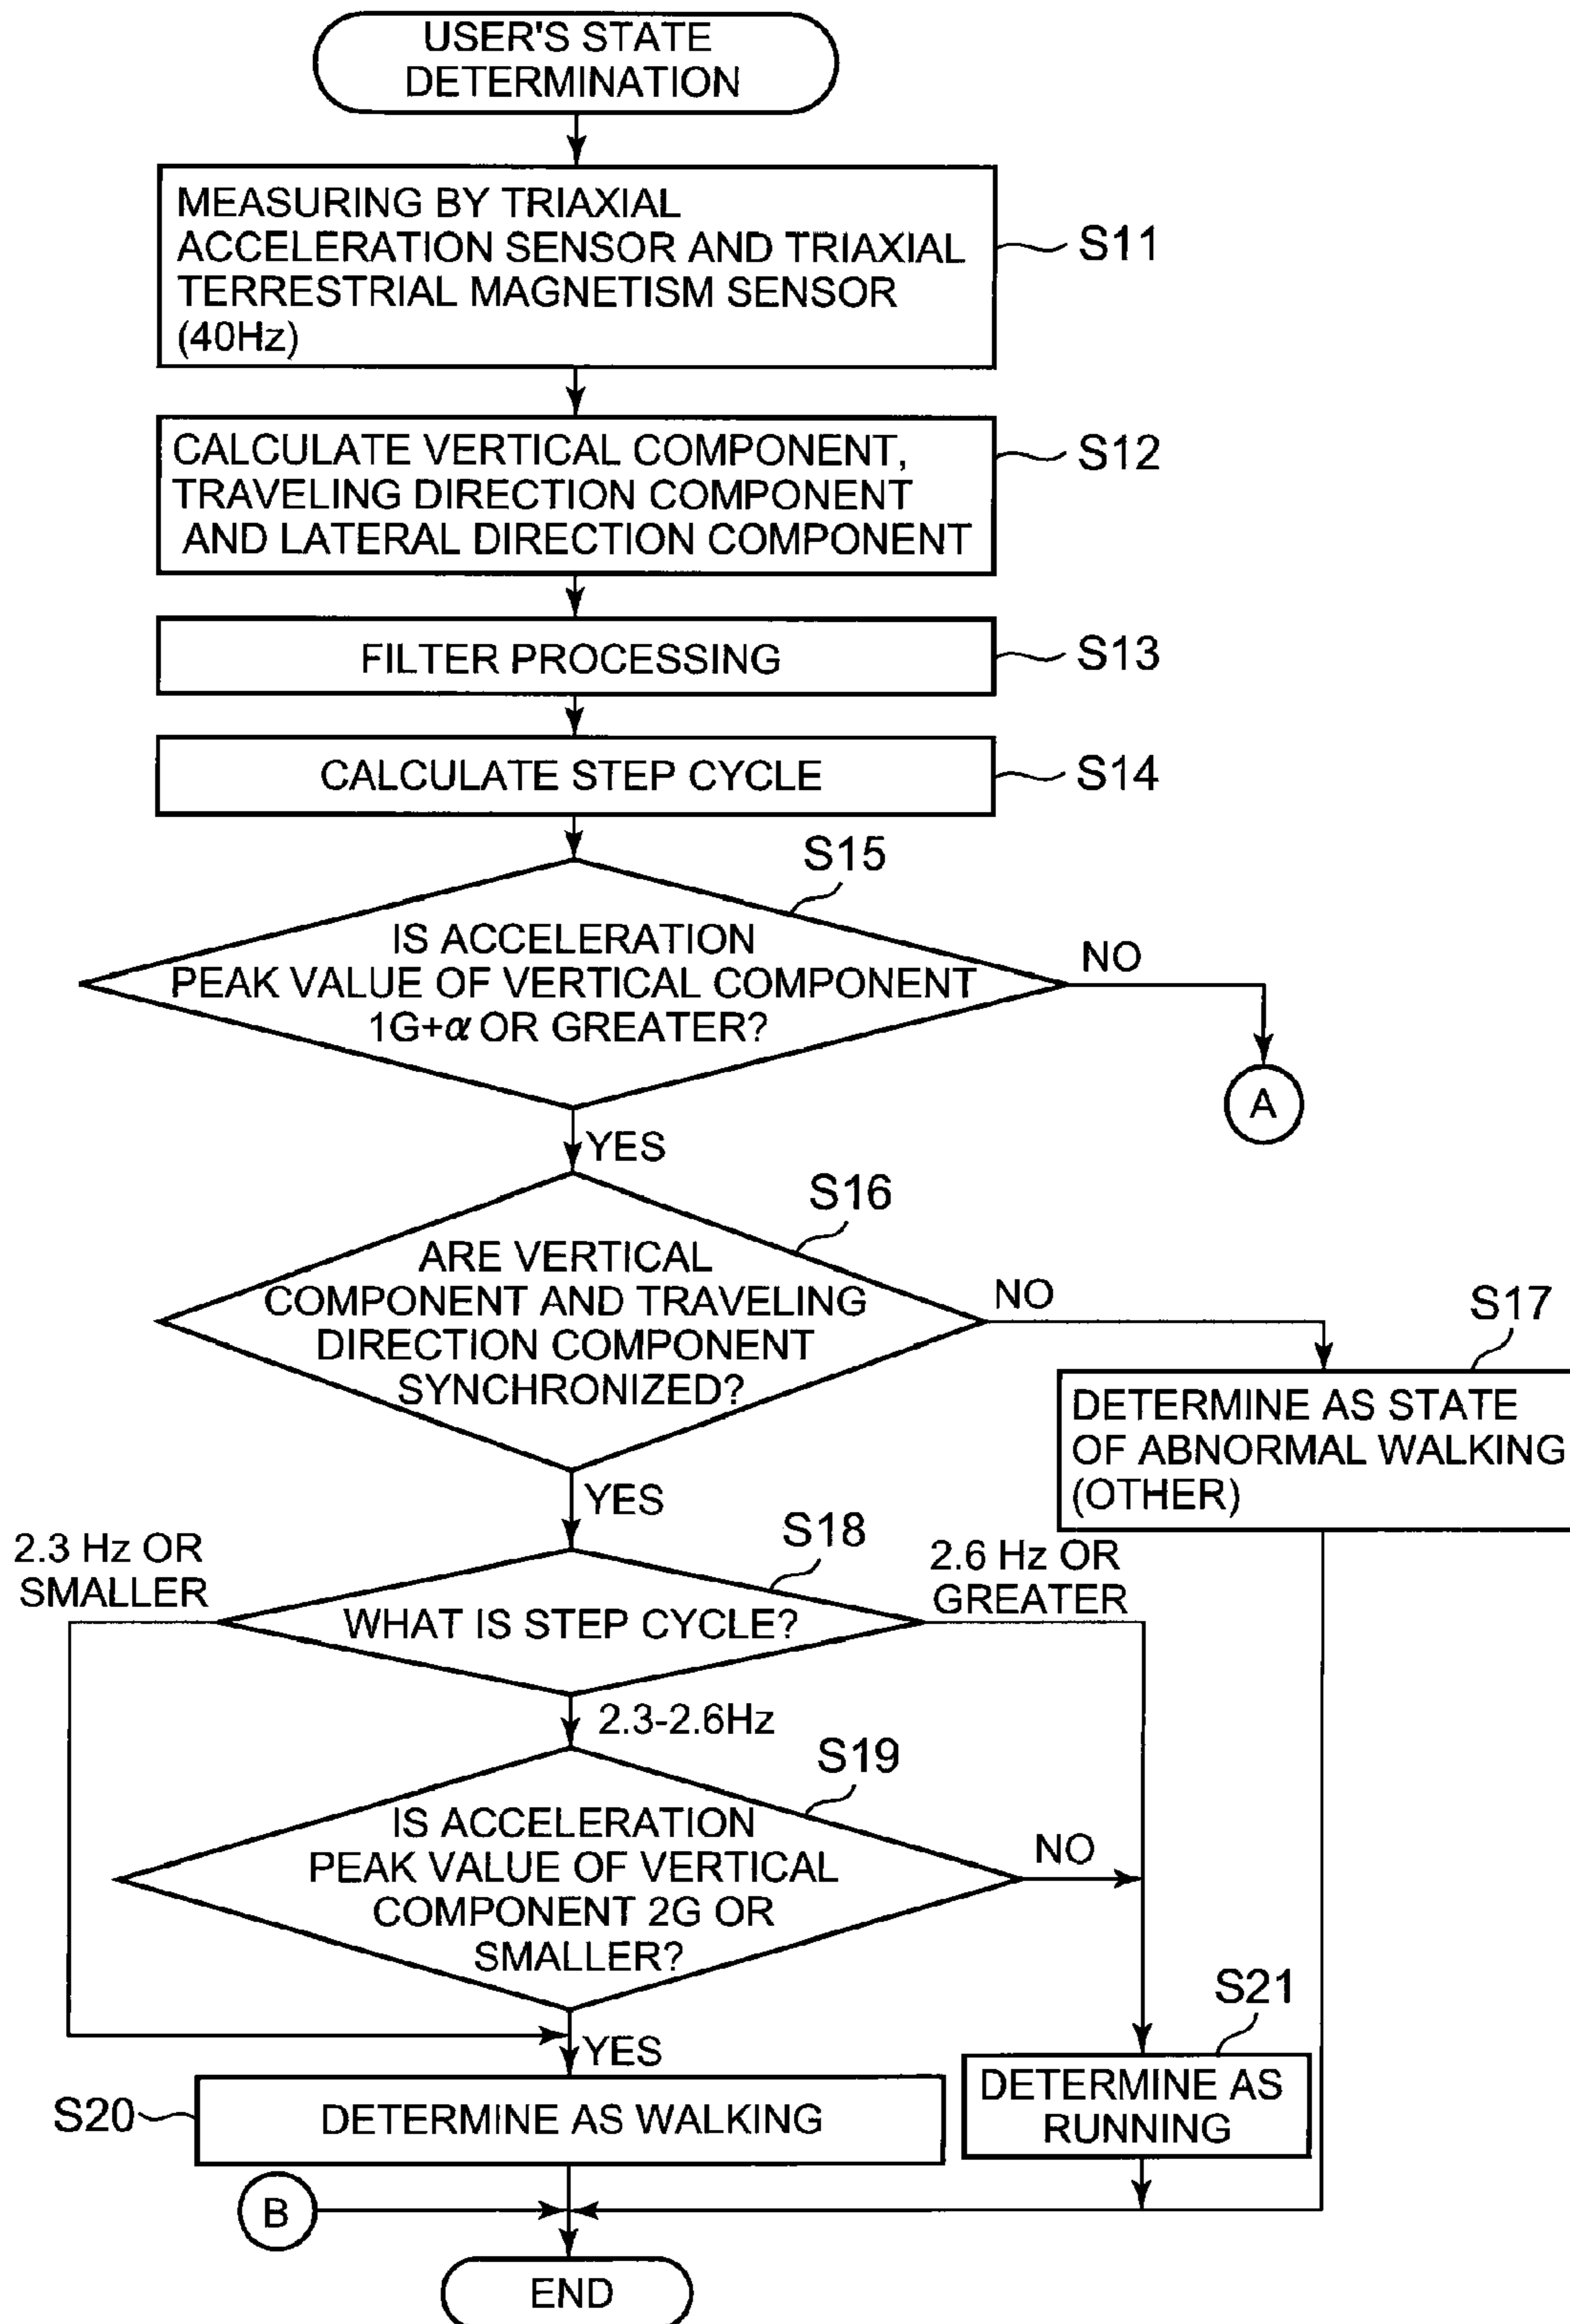 USER'S STATE
DETERMINATION
MEASURING BY TRIAXIAL
ACCELERATION SENSOR AND TRIAXIAL
TERRESTRIAL MAGNETISM SENSOR
(40Hz)
S11
CALCULATE VERTICAL COMPONENT,
TRAVELING DIRECTION COMPONENT
AND LATERAL DIRECTION COMPONENT
S12
FILTER PROCESSING
S13
CALCULATE STEP CYCLE
S14
S15
IS ACCELERATION
PEAK VALUE OF VERTICAL COMPONENT
1G+α OR GREATER?
NO
A
YES
S16
ARE VERTICAL
COMPONENT AND TRAVELING
DIRECTION COMPONENT
SYNCHRONIZED?
NO
S17
DETERMINE AS STATE
OF ABNORMAL WALKING
(OTHER)
YES
S18
2.3 Hz OR
SMALLER
2.6 Hz OR
GREATER
WHAT IS STEP CYCLE?
2.3-2.6Hz
S19
IS ACCELERATION
PEAK VALUE OF VERTICAL
COMPONENT 2G OR
SMALLER?
NO
YES
S21
S20
DETERMINE AS WALKING
DETERMINE AS
RUNNING
B
END